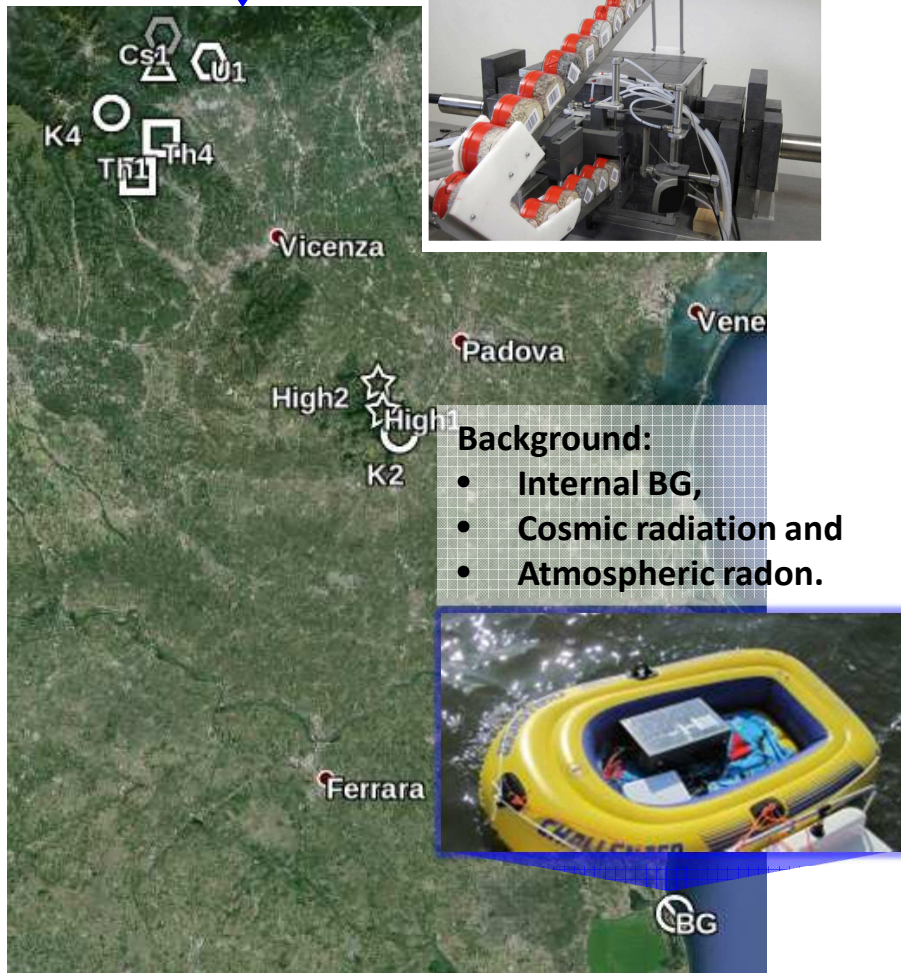 Cs1
U1
K4
Th4
Th1
Vicenza
Vene
Padova
High2
High1
K2
Background:
• Internal BG,
• Cosmic radiation and
• Atmospheric radon.
Ferrara
CHALLENGER
BG